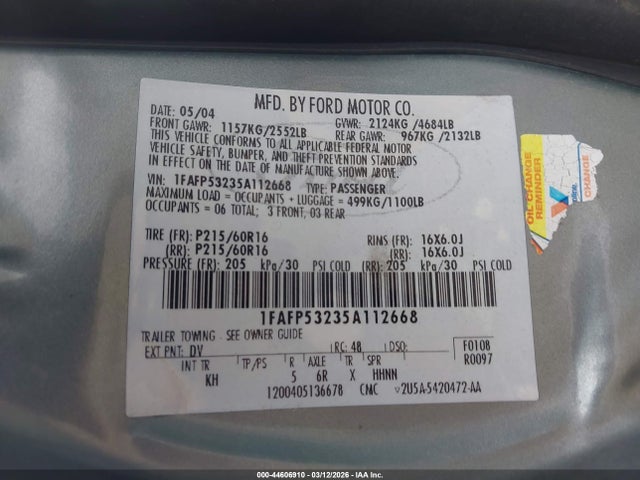 MFD. BY FORD MOTOR CO.
DATE: 05/04 GVWR: 2124KG /4684LB
FRONT GAWR: 1157KG/2552LB REAR GAWR: 967KG/2132LB
THIS VEHICLE CONFORMS TO ALL APPLICABLE FEDERAL MOTOR
VEHICLE SAFETY, BUMPER, AND THEFT PREVENTION STANDARDS
IN EFFECT ON THE DATE OF MANUFACTURE SHOWN ABOVE.
VIN: 1FAFP53235A112668 TYPE: PASSENGER
MAXIMUM LOAD = OCCUPANTS + LUGGAGE = 499KG/1100LB
OCCUPANTS = 06 TOTAL; 3 FRONT, 03 REAR
TIRE (FR): P215/60R16 RIMS (FR): 16X6.0J
(RR): P215/60R16 (RR): 16X6.0J
PRESSURE (FR): 205 kPa/30 PSI COLD (RR): 205 kPa/30 PSI COLD
1FAFP53235A112668
TRAILER TOWING - SEE OWNER GUIDE
EXT PNT: DV RC: 48 DSO: F0108
R0097
INT TR TP/PS R AXLE TR SPR
KH 5 6R X HHNN
1200405136678 CMC 2U5A-5420472-AA
OIL CHANGE
REMINDER
CHANGE
000-44606910 - 03/12/2026 - IAA Inc.